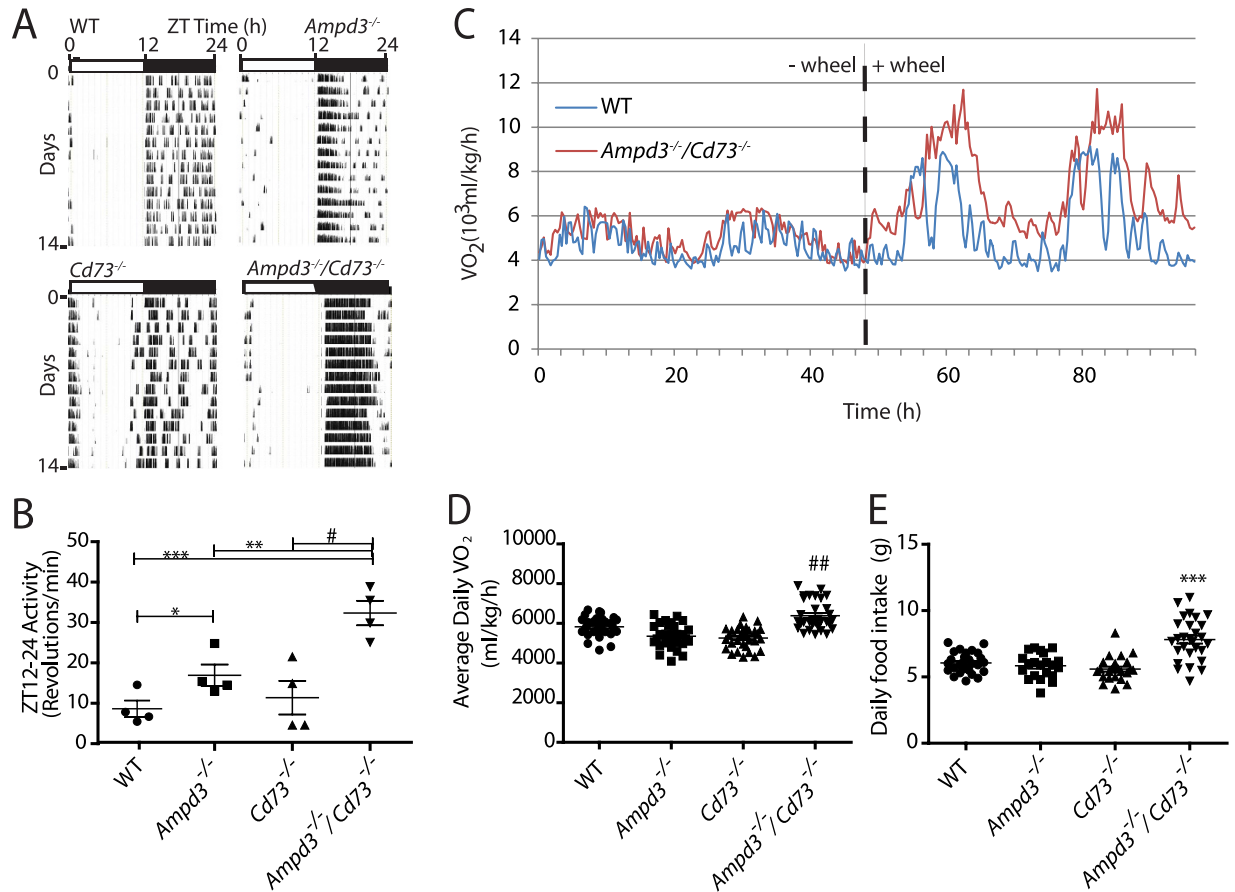 A
WT
ZT Time (h)
Ampd3-/-
0 12 24 0 12 24
0
Days
14
Cd73-/-
Ampd3-/-/Cd73-/-
0
Days
14
B
ZT12-24 Activity
(Revolutions/min)
50
40
30
20
10
0
***
**
#
*
WT
Ampd3-/-
Cd73-/-
Ampd3-/-/Cd73-/-
C
VO2(10³ml/kg/h)
14
12
10
8
6
4
2
0
- wheel + wheel
WT
Ampd3-/-/Cd73-/-
0 20 40 60 80
Time (h)
D
Average Daily VO2
(ml/kg/h)
10000
8000
6000
4000
2000
0
##
WT
Ampd3-/-
Cd73-/-
Ampd3-/-/Cd73-/-
E
Daily food intake (g)
15
10
5
0
***
WT
Ampd3-/-
Cd73-/-
Ampd3-/-/Cd73-/-